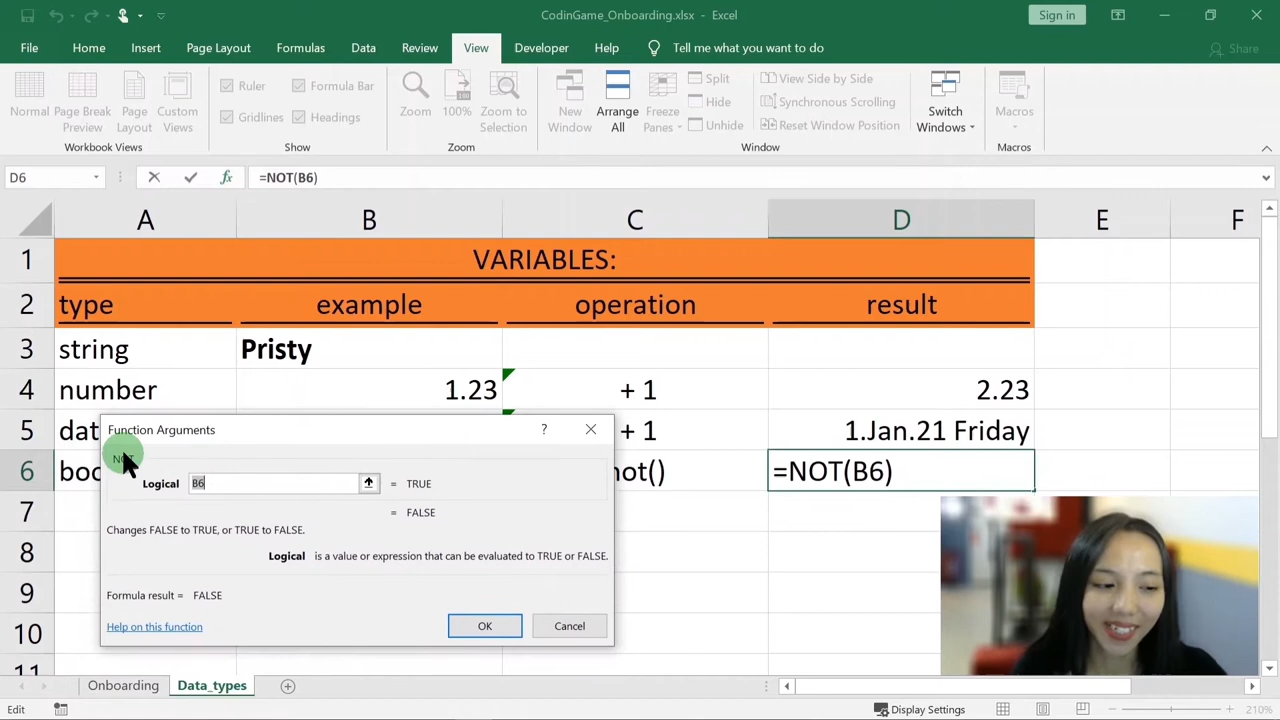 CodinGame_Onboarding.xlsx - Excel
Sign in
File Home Insert Page Layout Formulas Data Review View Developer Help Tell me what you want to do Share
Normal
Page Break Preview
Page Layout
Custom Views
Ruler
Formula Bar
Gridlines
Headings
Zoom
100%
Zoom to Selection
New Window
Arrange All
Freeze Panes
Split
Hide
Unhide
View Side by Side
Synchronous Scrolling
Reset Window Position
Switch Windows
Macros
Workbook Views Show Zoom Window Macros
D6 fx =NOT(B6)
A B C D E F
1 VARIABLES:
2 type example operation result
3 string Pristy
4 number 1.23 + 1 2.23
5 dat + 1 1.Jan.21 Friday
6 boo not() =NOT(B6)
7
8
9
10
11
Function Arguments ?
NOT
Logical B6 = TRUE
= FALSE
Changes FALSE to TRUE, or TRUE to FALSE.
Logical is a value or expression that can be evaluated to TRUE or FALSE.
Formula result = FALSE
Help on this function OK Cancel
Onboarding Data_types
Edit Display Settings 210%